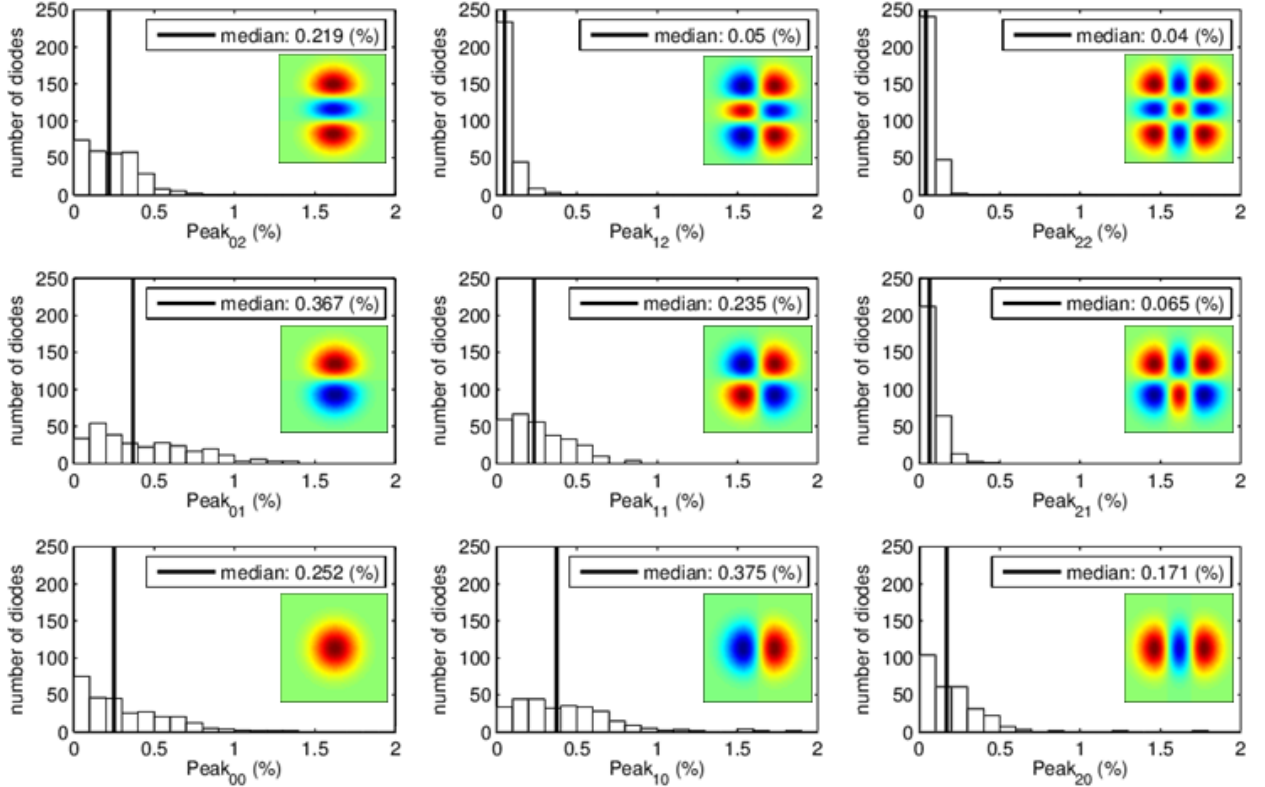 250
200
150
100
50
0
number of diodes
median: 0.219 (%)
0 0.5 1 1.5 2
Peak02 (%)
250
200
150
100
50
0
number of diodes
median: 0.05 (%)
0 0.5 1 1.5 2
Peak12 (%)
250
200
150
100
50
0
number of diodes
median: 0.04 (%)
0 0.5 1 1.5 2
Peak22 (%)
250
200
150
100
50
0
number of diodes
median: 0.367 (%)
0 0.5 1 1.5 2
Peak01 (%)
250
200
150
100
50
0
number of diodes
median: 0.235 (%)
0 0.5 1 1.5 2
Peak11 (%)
250
200
150
100
50
0
number of diodes
median: 0.065 (%)
0 0.5 1 1.5 2
Peak21 (%)
250
200
150
100
50
0
number of diodes
median: 0.252 (%)
0 0.5 1 1.5 2
Peak00 (%)
250
200
150
100
50
0
number of diodes
median: 0.375 (%)
0 0.5 1 1.5 2
Peak10 (%)
250
200
150
100
50
0
number of diodes
median: 0.171 (%)
0 0.5 1 1.5 2
Peak20 (%)